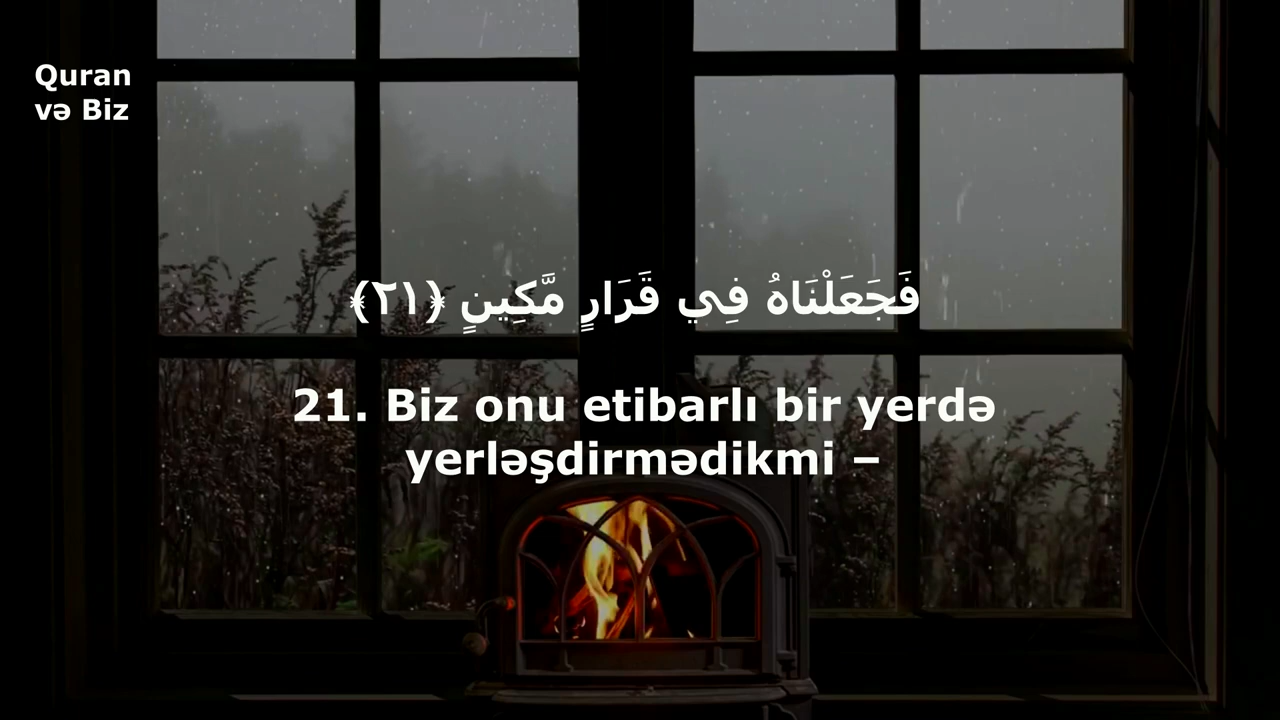 Quran
və Biz
فَجَعَلْنَاهُ فِي قَرَارٍ مَّكِينٍ ﴿٢١﴾
21. Biz onu etibarlı bir yerdə
yerləşdirmədikmi –